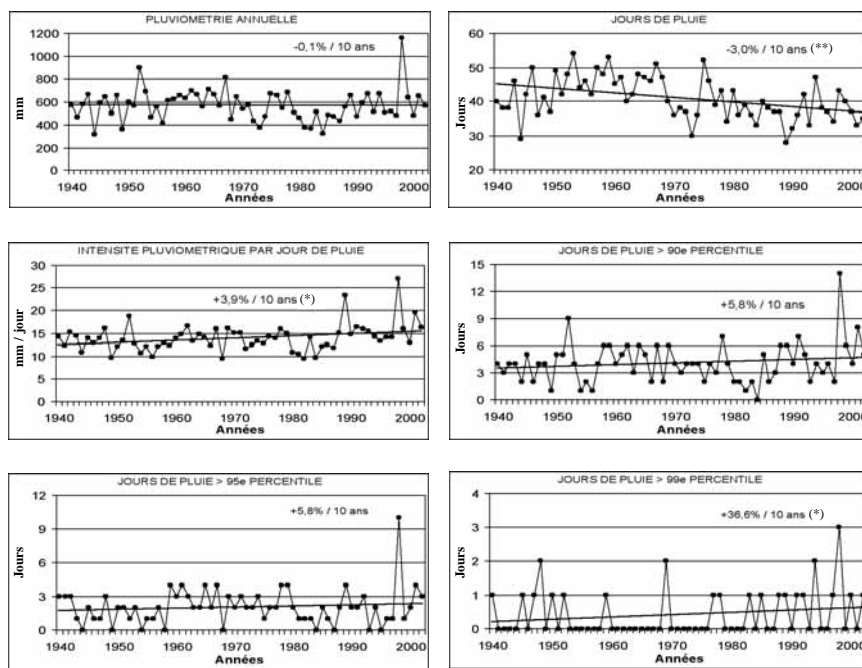 PLUVIOMETRIE ANNUELLE
-0,1% / 10 ans
mm
1200
1000
800
600
400
200
0
1940 1950 1960 1970 1980 1990 2000
Années
JOURS DE PLUIE
-3,0% / 10 ans (**)
Jours
60
50
40
30
20
1940 1950 1960 1970 1980 1990 2000
Années
INTENSITE PLUVIOMETRIQUE PAR JOUR DE PLUIE
+3,9% / 10 ans (*)
mm / jour
30
25
20
15
10
5
0
1940 1950 1960 1970 1980 1990 2000
Années
JOURS DE PLUIE > 90e PERCENTILE
+5,8% / 10 ans
Jours
15
12
9
6
3
0
1940 1950 1960 1970 1980 1990 2000
Années
JOURS DE PLUIE > 95e PERCENTILE
+5,8% / 10 ans
Jours
12
9
6
3
0
1940 1950 1960 1970 1980 1990 2000
Années
JOURS DE PLUIE > 99e PERCENTILE
+36,6% / 10 ans (*)
Jours
4
3
2
1
0
1940 1950 1960 1970 1980 1990 2000
Années